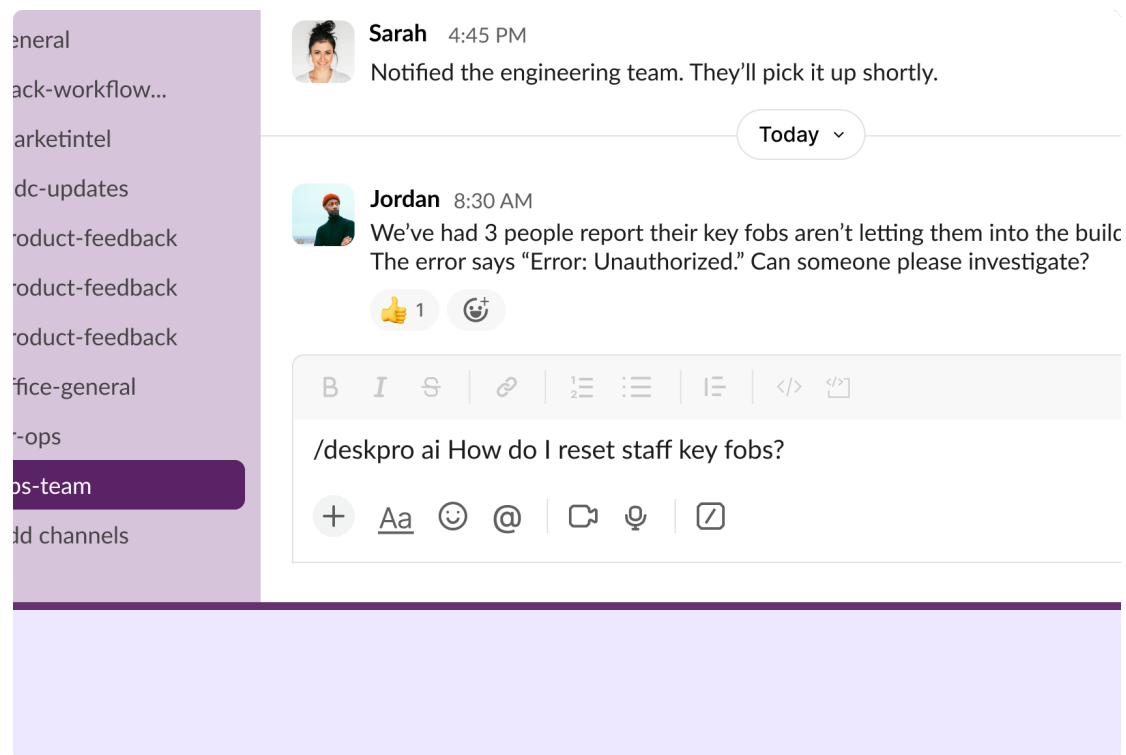 eneral
ack-workflow...
arketintel
dc-updates
roduct-feedback
roduct-feedback
roduct-feedback
ffice-general
r-ops
ps-team
dd channels
Sarah 4:45 PM
Notified the engineering team. They’ll pick it up shortly.
Today
Jordan 8:30 AM
We’ve had 3 people report their key fobs aren’t letting them into the build
The error says “Error: Unauthorized.” Can someone please investigate?
👍 1
B I S
/deskpro ai How do I reset staff key fobs?
+ Aa @